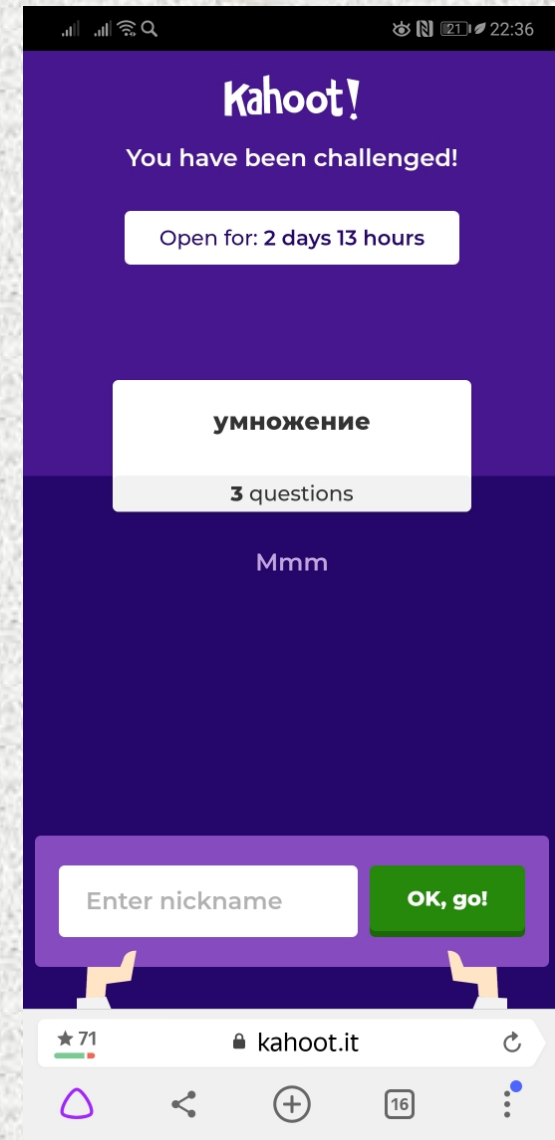 21 22:36
Kahoot!
You have been challenged!
Open for: 2 days 13 hours
умножение
3 questions
Mmm
Enter nickname
OK, go!
71
kahoot.it
16